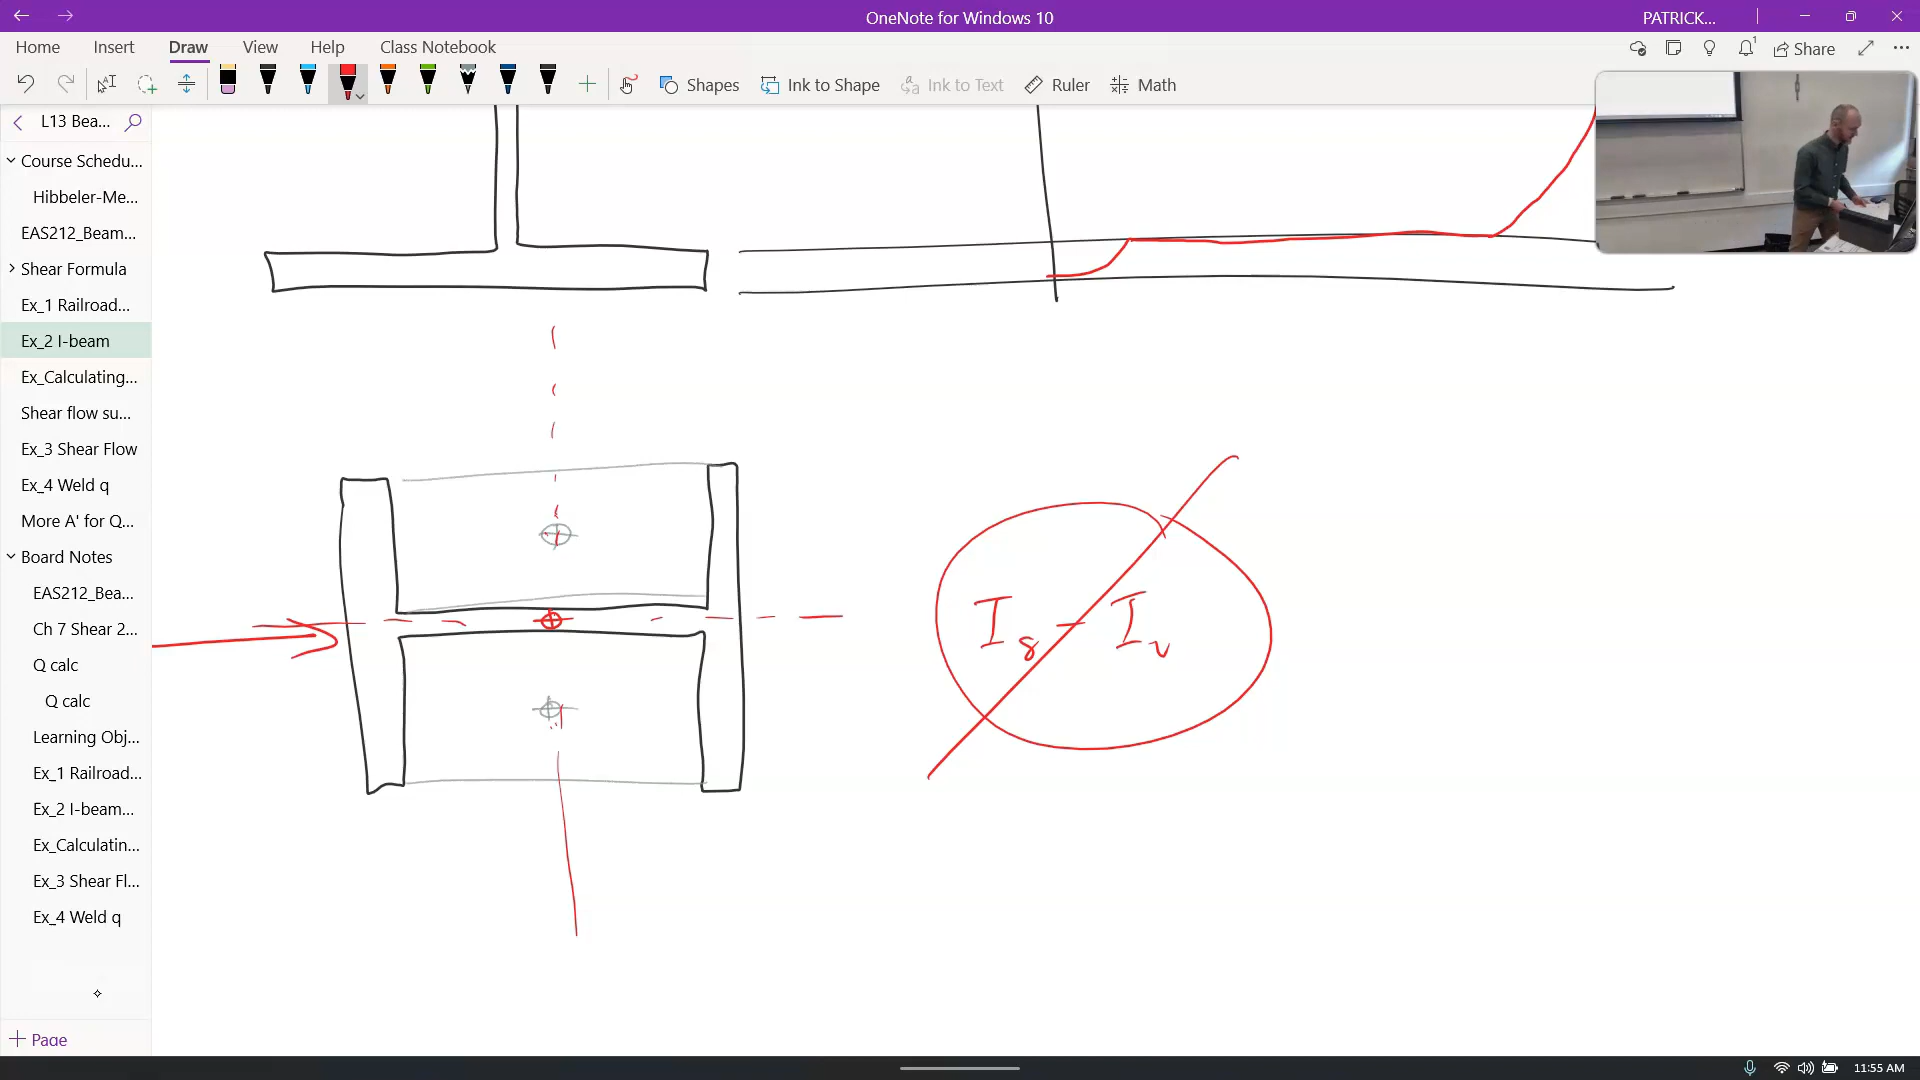 OneNote for Windows 10
PATRICK...
Home Insert Draw View Help Class Notebook
1
Share
Shapes Ink to Shape Ink to Text Ruler Math
L13 Bea...
Course Schedu...
Hibbeler-Me...
EAS212_Beam...
Shear Formula
Ex_1 Railroad...
Ex_2 I-beam
Ex_Calculating...
Shear flow su...
Ex_3 Shear Flow
Ex_4 Weld q
More A' for Q...
Board Notes
EAS212_Bea...
Ch 7 Shear 2...
Q calc
Q calc
Learning Obj...
Ex_1 Railroad...
Ex_2 I-beam...
Ex_Calculatin...
Ex_3 Shear Fl...
Ex_4 Weld q
+ Page
11:55 AM